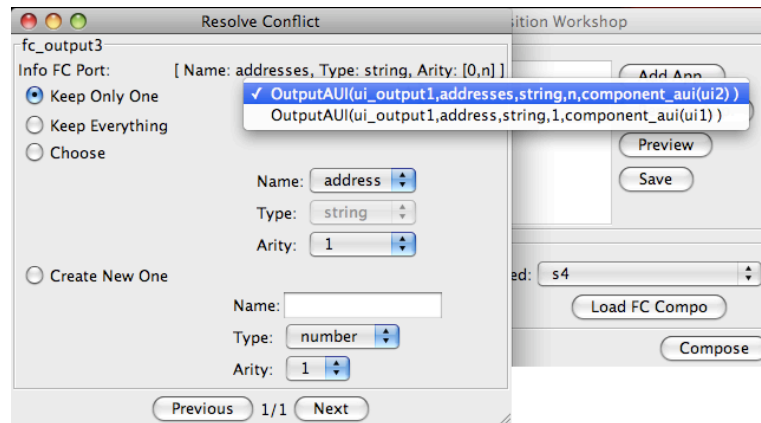 Resolve Conflict
sition Workshop
fc_output3
Info FC Port: [ Name: addresses, Type: string, Arity: [0,n] ]
Add App
Keep Only One
✓ OutputAUI(ui_output1,addresses,string,n,component_aui(ui2) )
OutputAUI(ui_output1,address,string,1,component_aui(ui1) )
Keep Everything
Choose
Preview
Save
Name: address
Type: string
Arity: 1
Create New One
ed: s4
Name:
Load FC Compo
Type: number
Compose
Arity: 1
Previous 1/1 Next